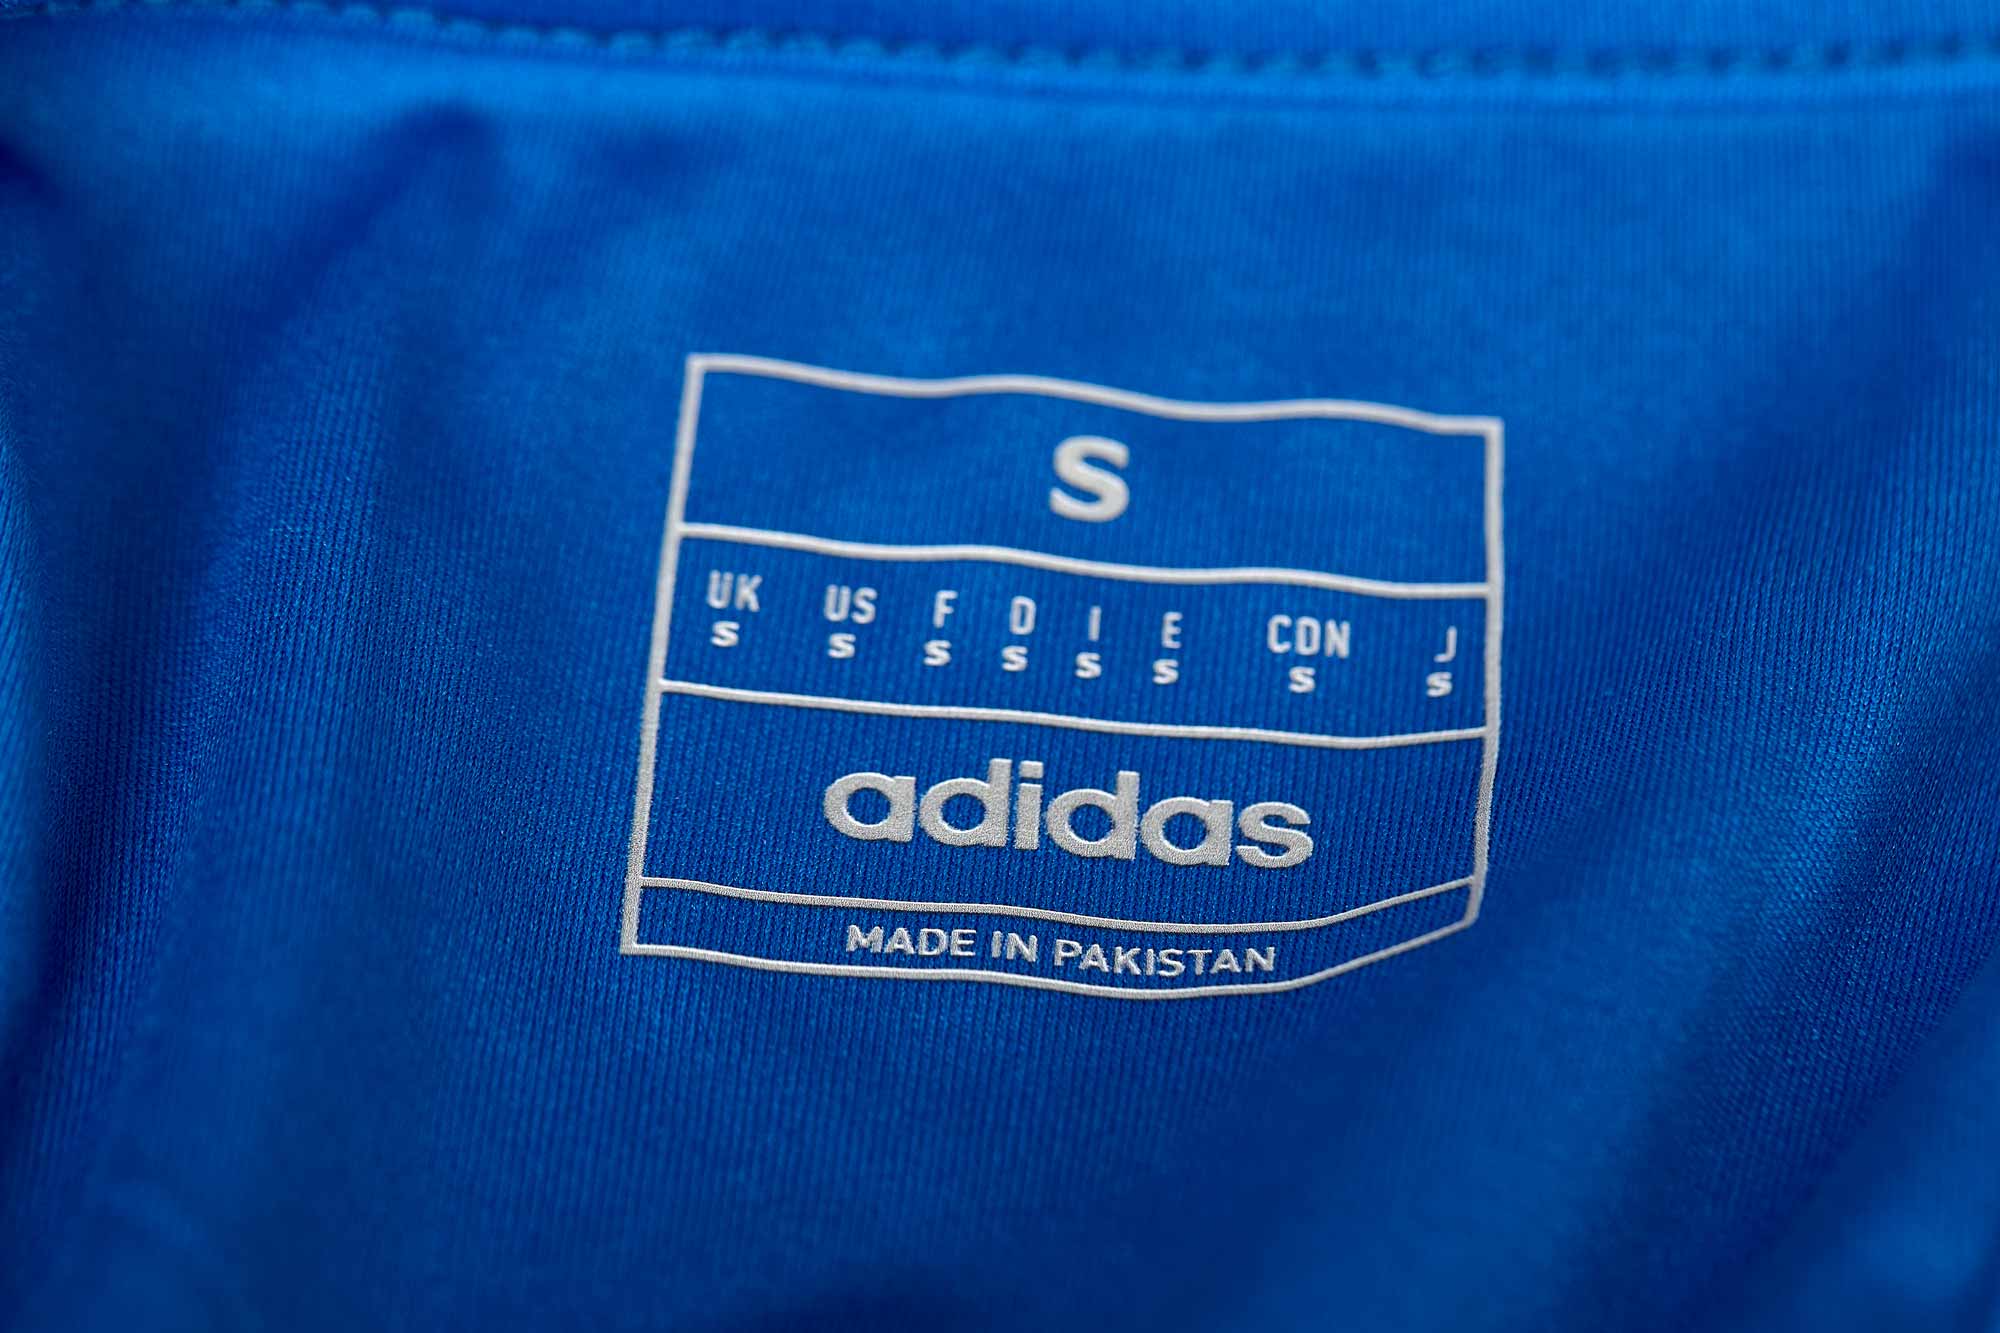 S
UK US F D I E CDN J
S S S S S S S S
adidas
MADE IN PAKISTAN